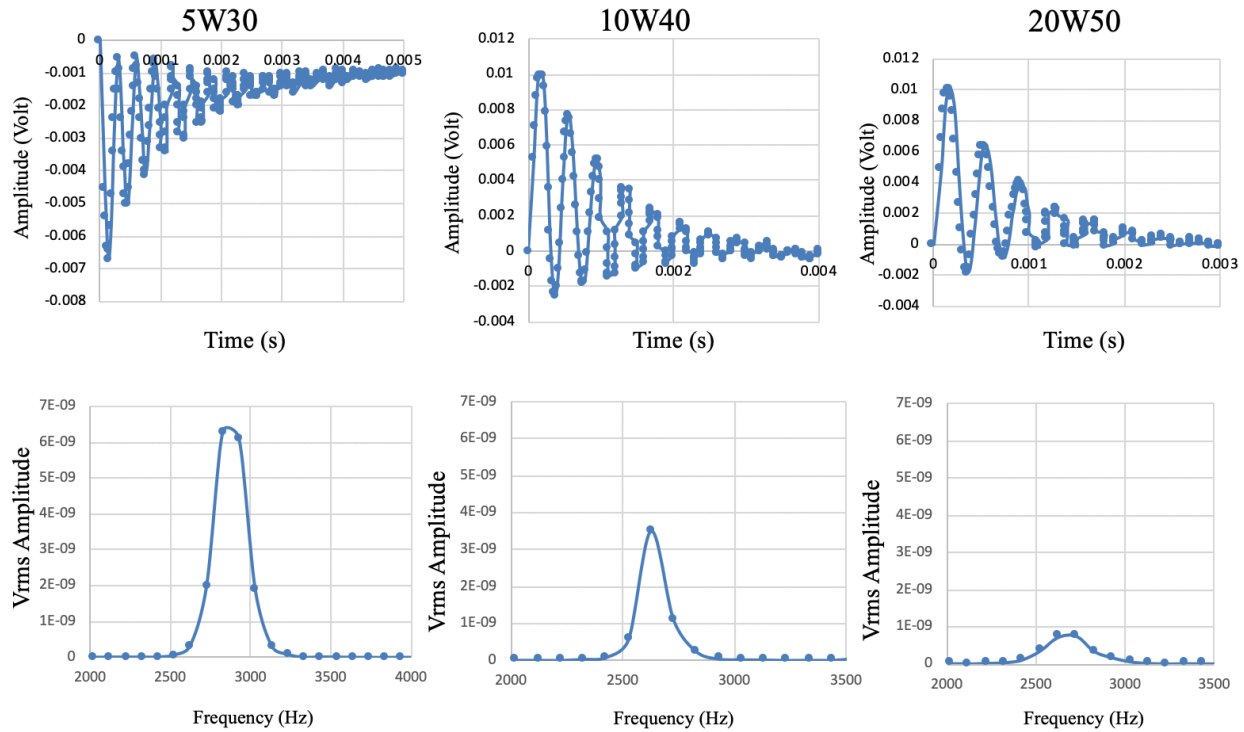 5W30
10W40
20W50
0
-0.001
-0.002
-0.003
-0.004
-0.005
-0.006
-0.007
-0.008
0
0.001
0.002
0.003
0.004
0.005
Amplitude (Volt)
Time (s)
0.012
0.01
0.008
0.006
0.004
0.002
0
-0.002
-0.004
0
0.002
0.004
Amplitude (Volt)
Time (s)
0.012
0.01
0.008
0.006
0.004
0.002
0
-0.002
-0.004
0
0.001
0.002
0.003
Amplitude (Volt)
Time (s)
7E-09
6E-09
5E-09
4E-09
3E-09
2E-09
1E-09
0
2000
2500
3000
3500
4000
Vrms Amplitude
Frequency (Hz)
7E-09
6E-09
5E-09
4E-09
3E-09
2E-09
1E-09
0
2000
2500
3000
3500
Vrms Amplitude
Frequency (Hz)
7E-09
6E-09
5E-09
4E-09
3E-09
2E-09
1E-09
0
2000
2500
3000
3500
Vrms Amplitude
Frequency (Hz)